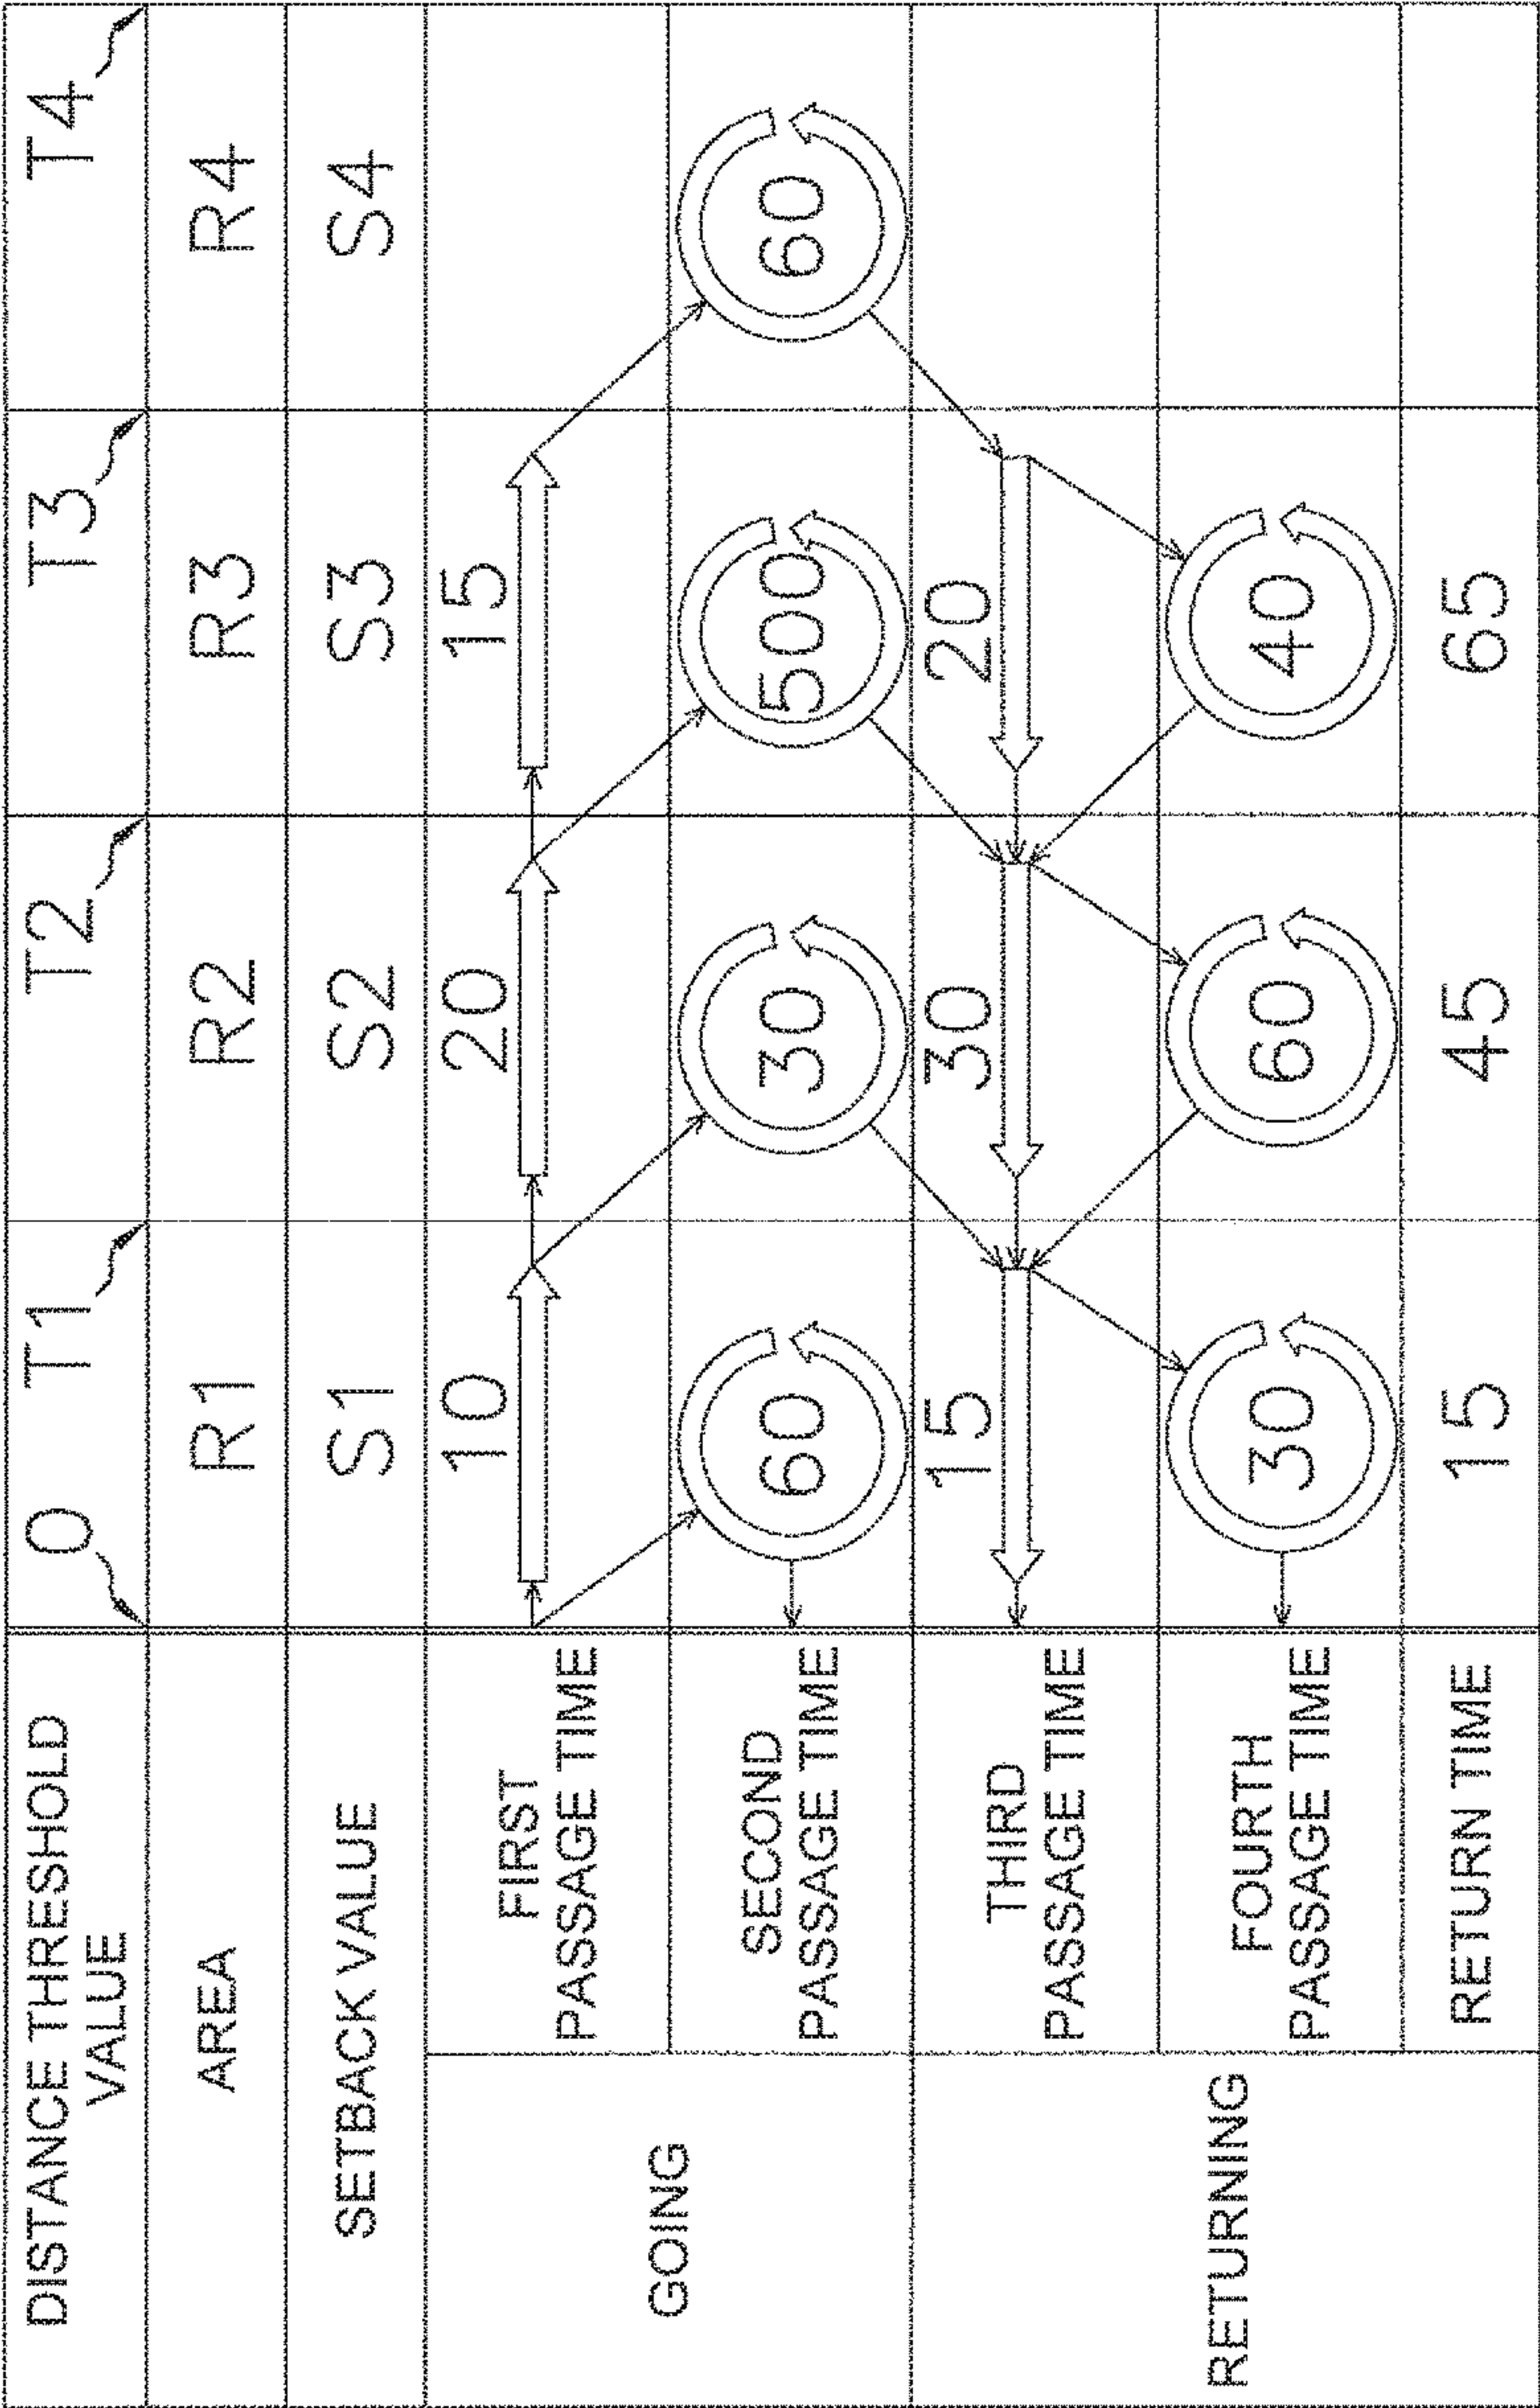 DISTANCE THRESHOLD
VALUE
0 T1 T2 T3 T4
AREA
R1 R2 R3 R4
SETBACK VALUE
S1 S2 S3 S4
GOING
FIRST
PASSAGE TIME
10 20 15
SECOND
PASSAGE TIME
60 30 500 60
RETURNING
THIRD
PASSAGE TIME
15 30 20
FOURTH
PASSAGE TIME
30 60 40
RETURN TIME
15 45 65